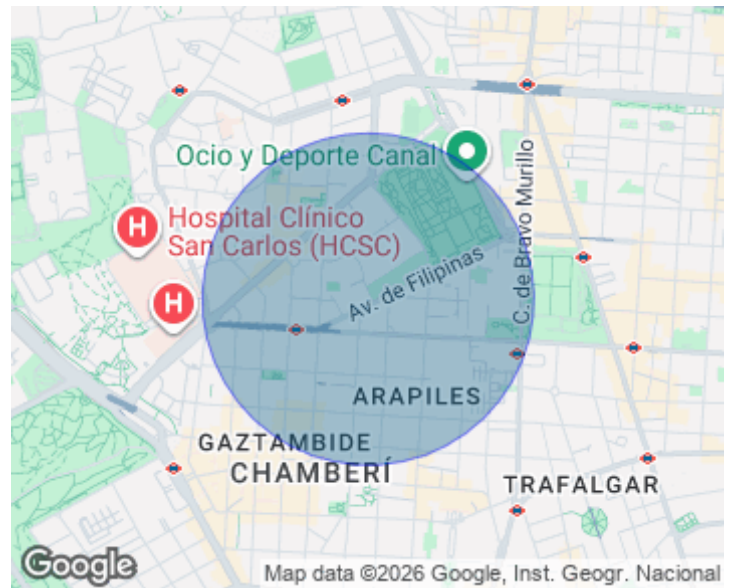 Ocio y Deporte Canal
H
Hospital Clínico
San Carlos (HCSC)
H
Av. de Filipinas
C. de Bravo Murillo
ARAPILES
GAZTAMBIDE
CHAMBERÍ
TRAFALGAR
Google
Map data ©2026 Google, Inst. Geogr. Nacional